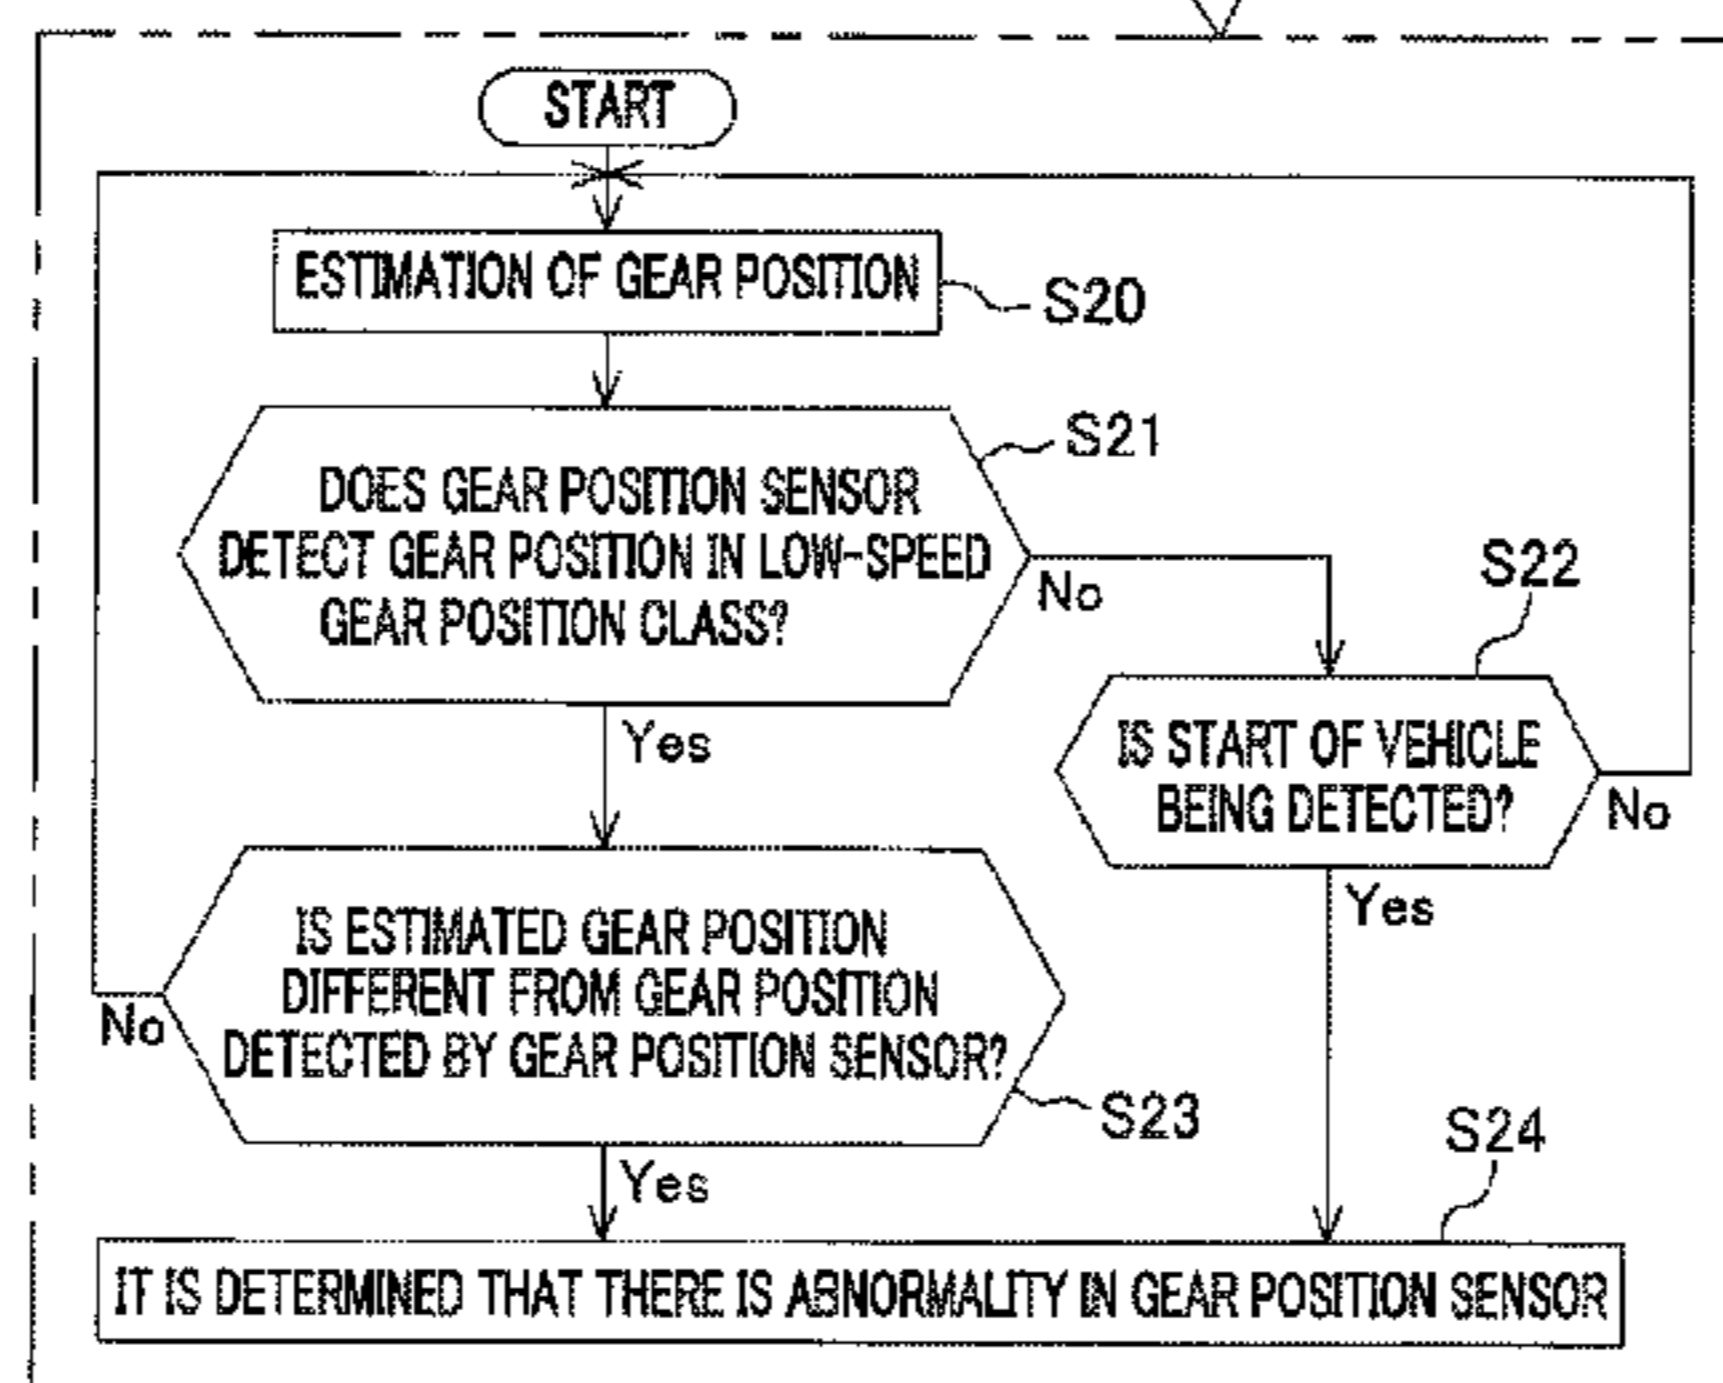 START
ESTIMATION OF GEAR POSITION
S20
S21
DOES GEAR POSITION SENSOR
DETECT GEAR POSITION IN LOW-SPEED
GEAR POSITION CLASS?
No
S22
Yes
IS START OF VEHICLE
BEING DETECTED?
No
Yes
IS ESTIMATED GEAR POSITION
DIFFERENT FROM GEAR POSITION
DETECTED BY GEAR POSITION SENSOR?
No
S23
S24
Yes
IT IS DETERMINED THAT THERE IS ABNORMALITY IN GEAR POSITION SENSOR